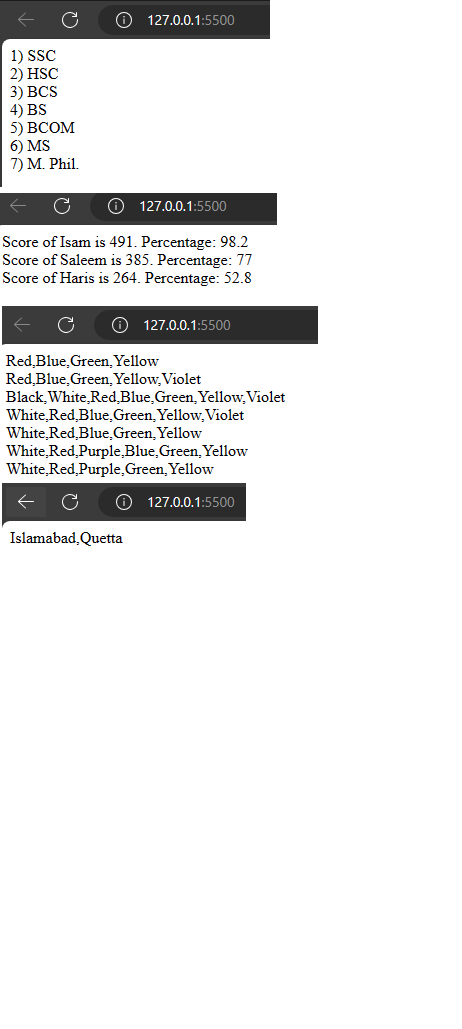 127.0.0.1:5500
1) SSC
2) HSC
3) BCS
4) BS
5) BCOM
6) MS
7) M. Phil.
127.0.0.1:5500
Score of Isam is 491. Percentage: 98.2
Score of Saleem is 385. Percentage: 77
Score of Haris is 264. Percentage: 52.8
127.0.0.1:5500
Red,Blue,Green,Yellow
Red,Blue,Green,Yellow,Violet
Black,White,Red,Blue,Green,Yellow,Violet
White,Red,Blue,Green,Yellow,Violet
White,Red,Blue,Green,Yellow
White,Red,Purple,Blue,Green,Yellow
White,Red,Purple,Green,Yellow
127.0.0.1:5500
Islamabad,Quetta